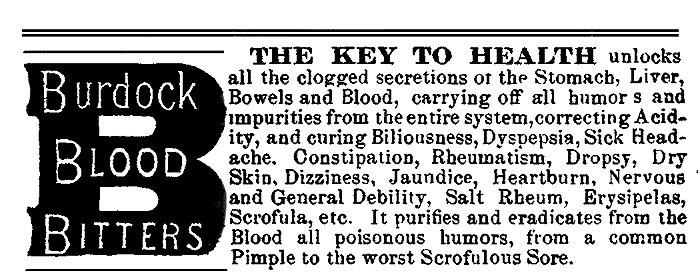 Burdock
BLOOD
BITTERS
THE KEY TO HEALTH unlocks
all the clogged secretions of the Stomach, Liver,
Bowels and Blood, carrying off all humors and
impurities from the entire system, correcting Acid-
ity, and curing Biliousness, Dyspepsia, Sick Head-
ache. Constipation, Rheumatism, Dropsy, Dry
Skin, Dizziness, Jaundice, Heartburn, Nervous
and General Debility, Salt Rheum, Erysipelas,
Scrofula, etc. It purifies and eradicates from the
Blood all poisonous humors, from a common
Pimple to the worst Scrofulous Sore.